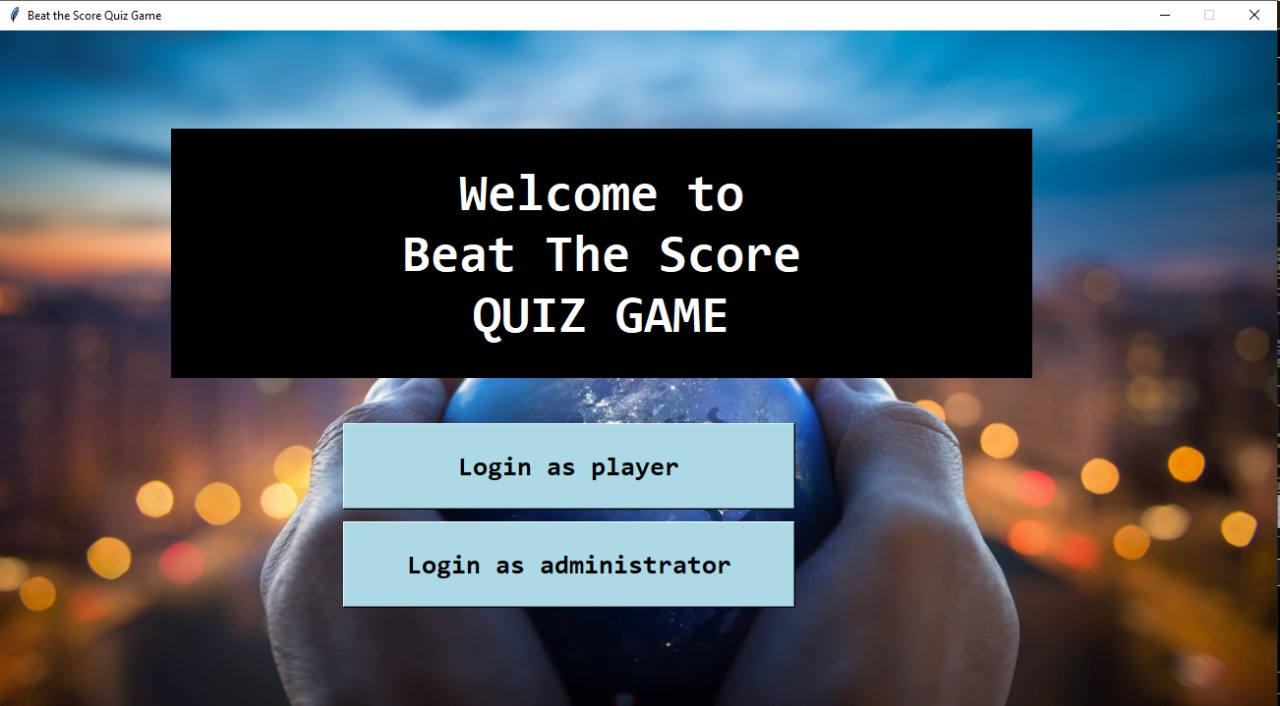 Beat the Score Quiz Game
Welcome to
Beat The Score
QUIZ GAME
Login as player
Login as administrator